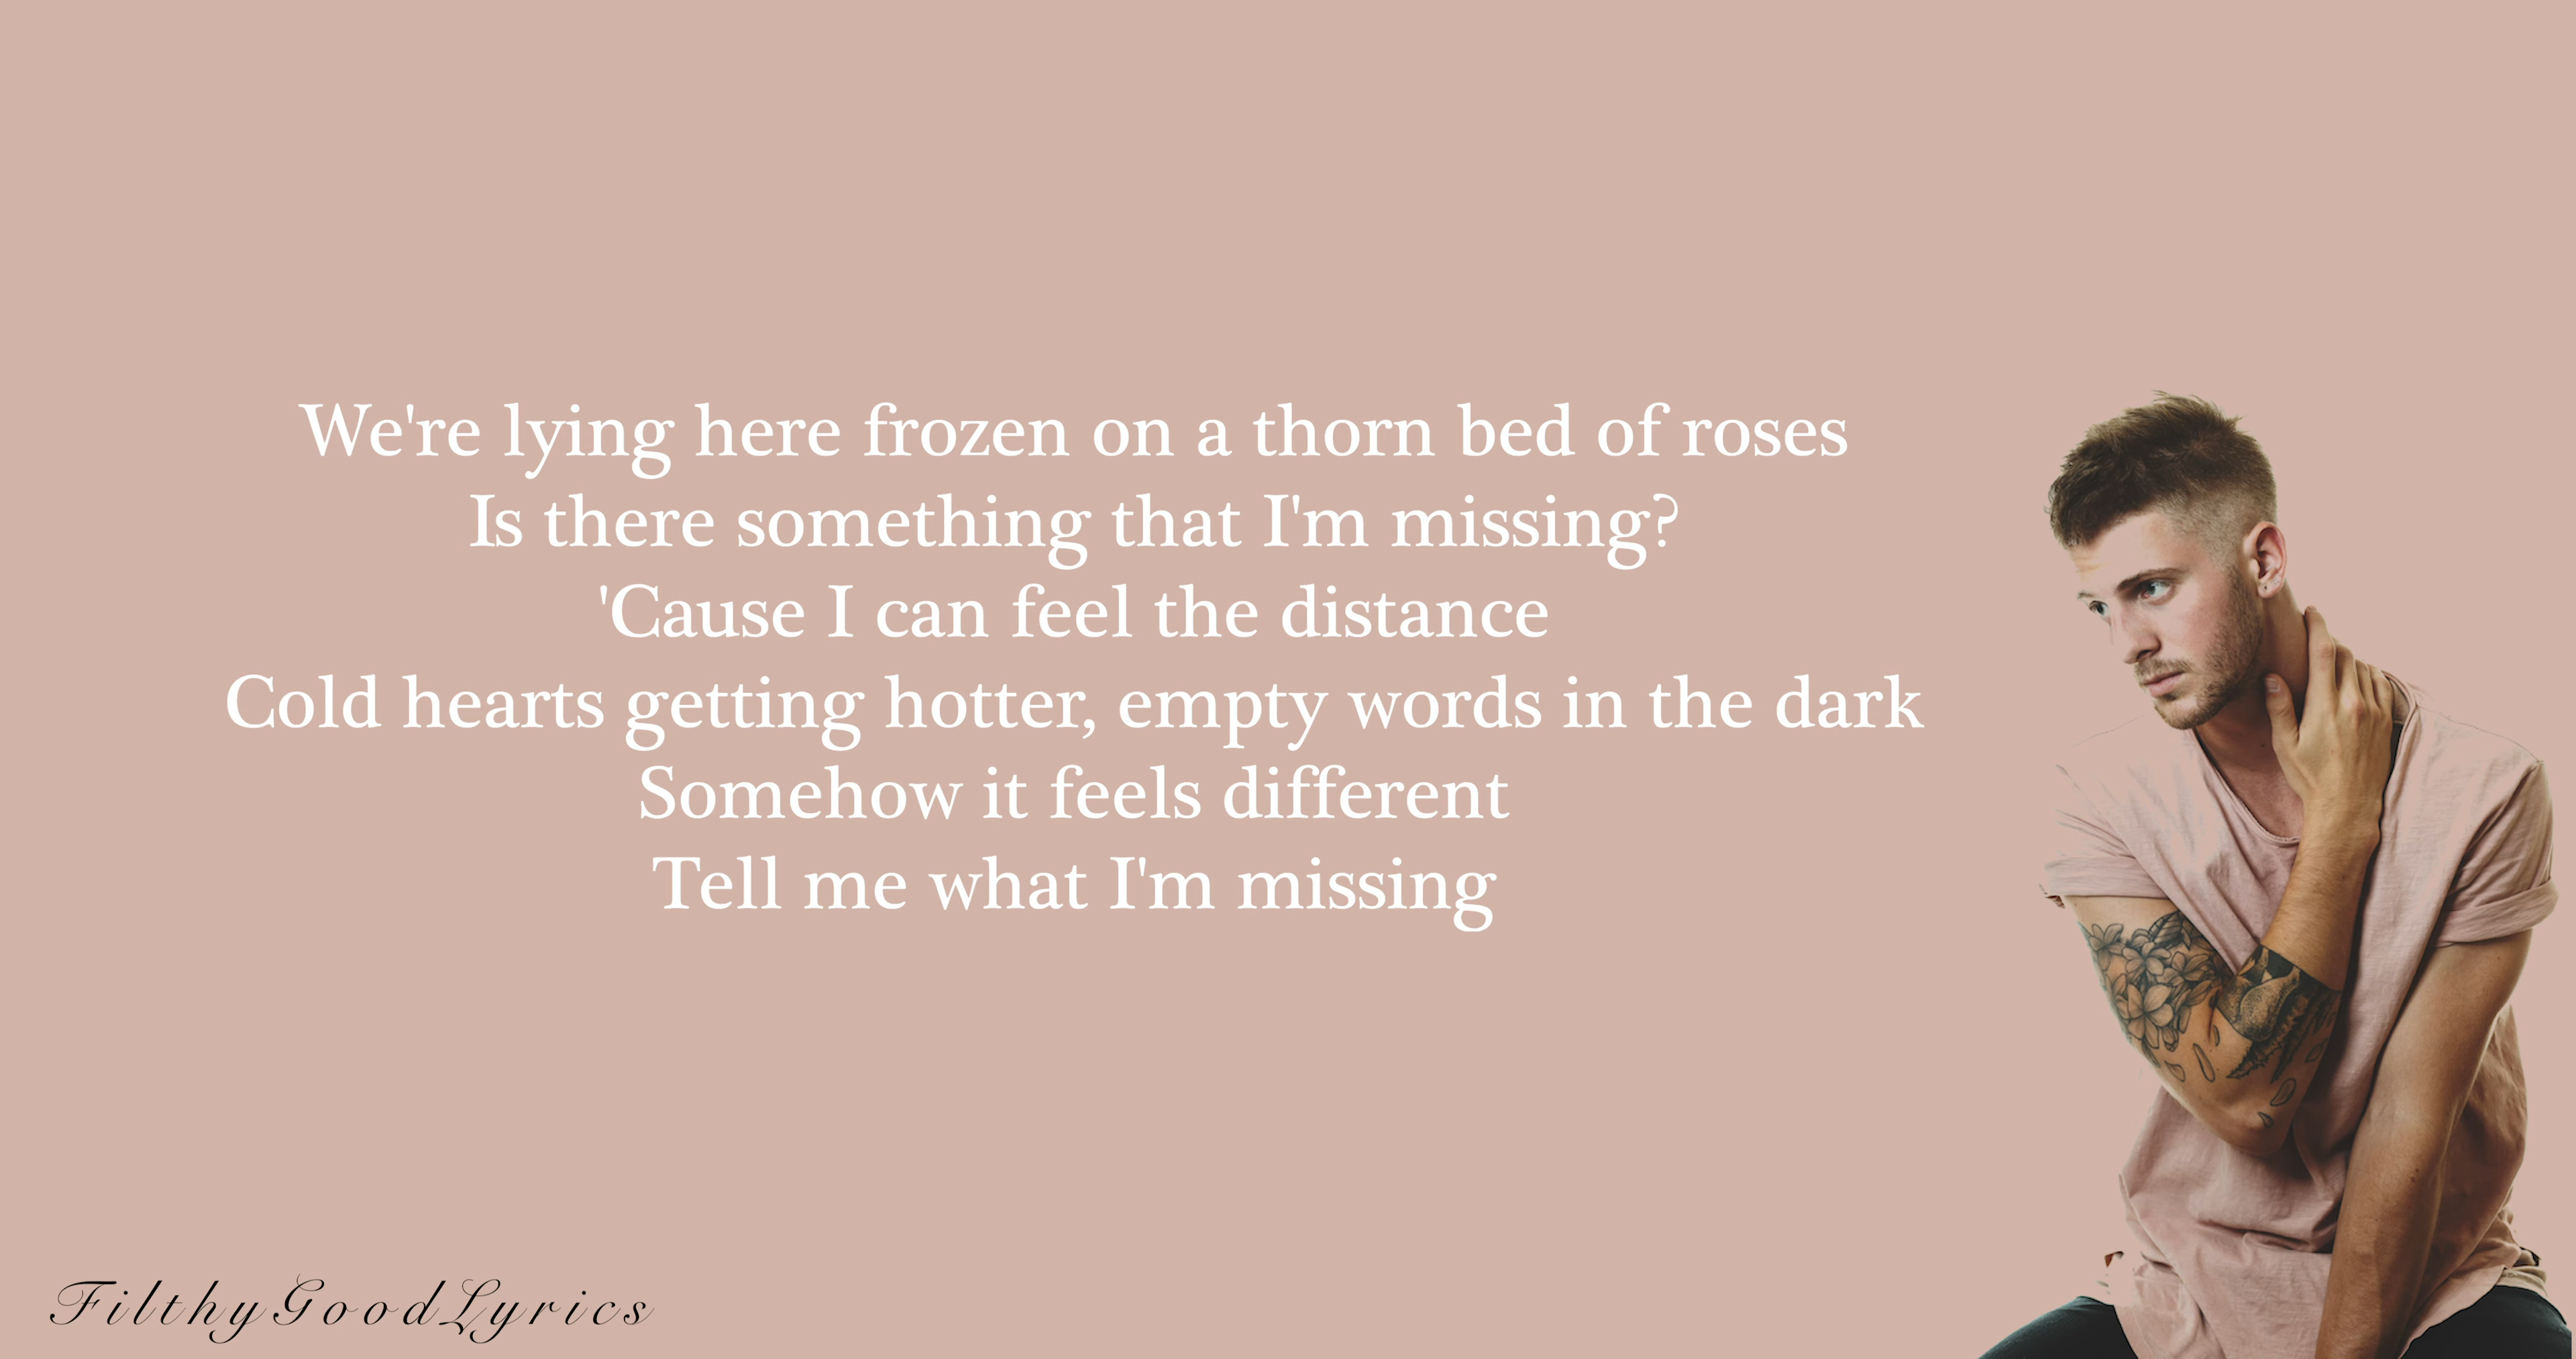 We're lying here frozen on a thorn bed of roses
Is there something that I'm missing?
'Cause I can feel the distance
Cold hearts getting hotter, empty words in the dark
Somehow it feels different
Tell me what I'm missing
FilthyGoodLyrics